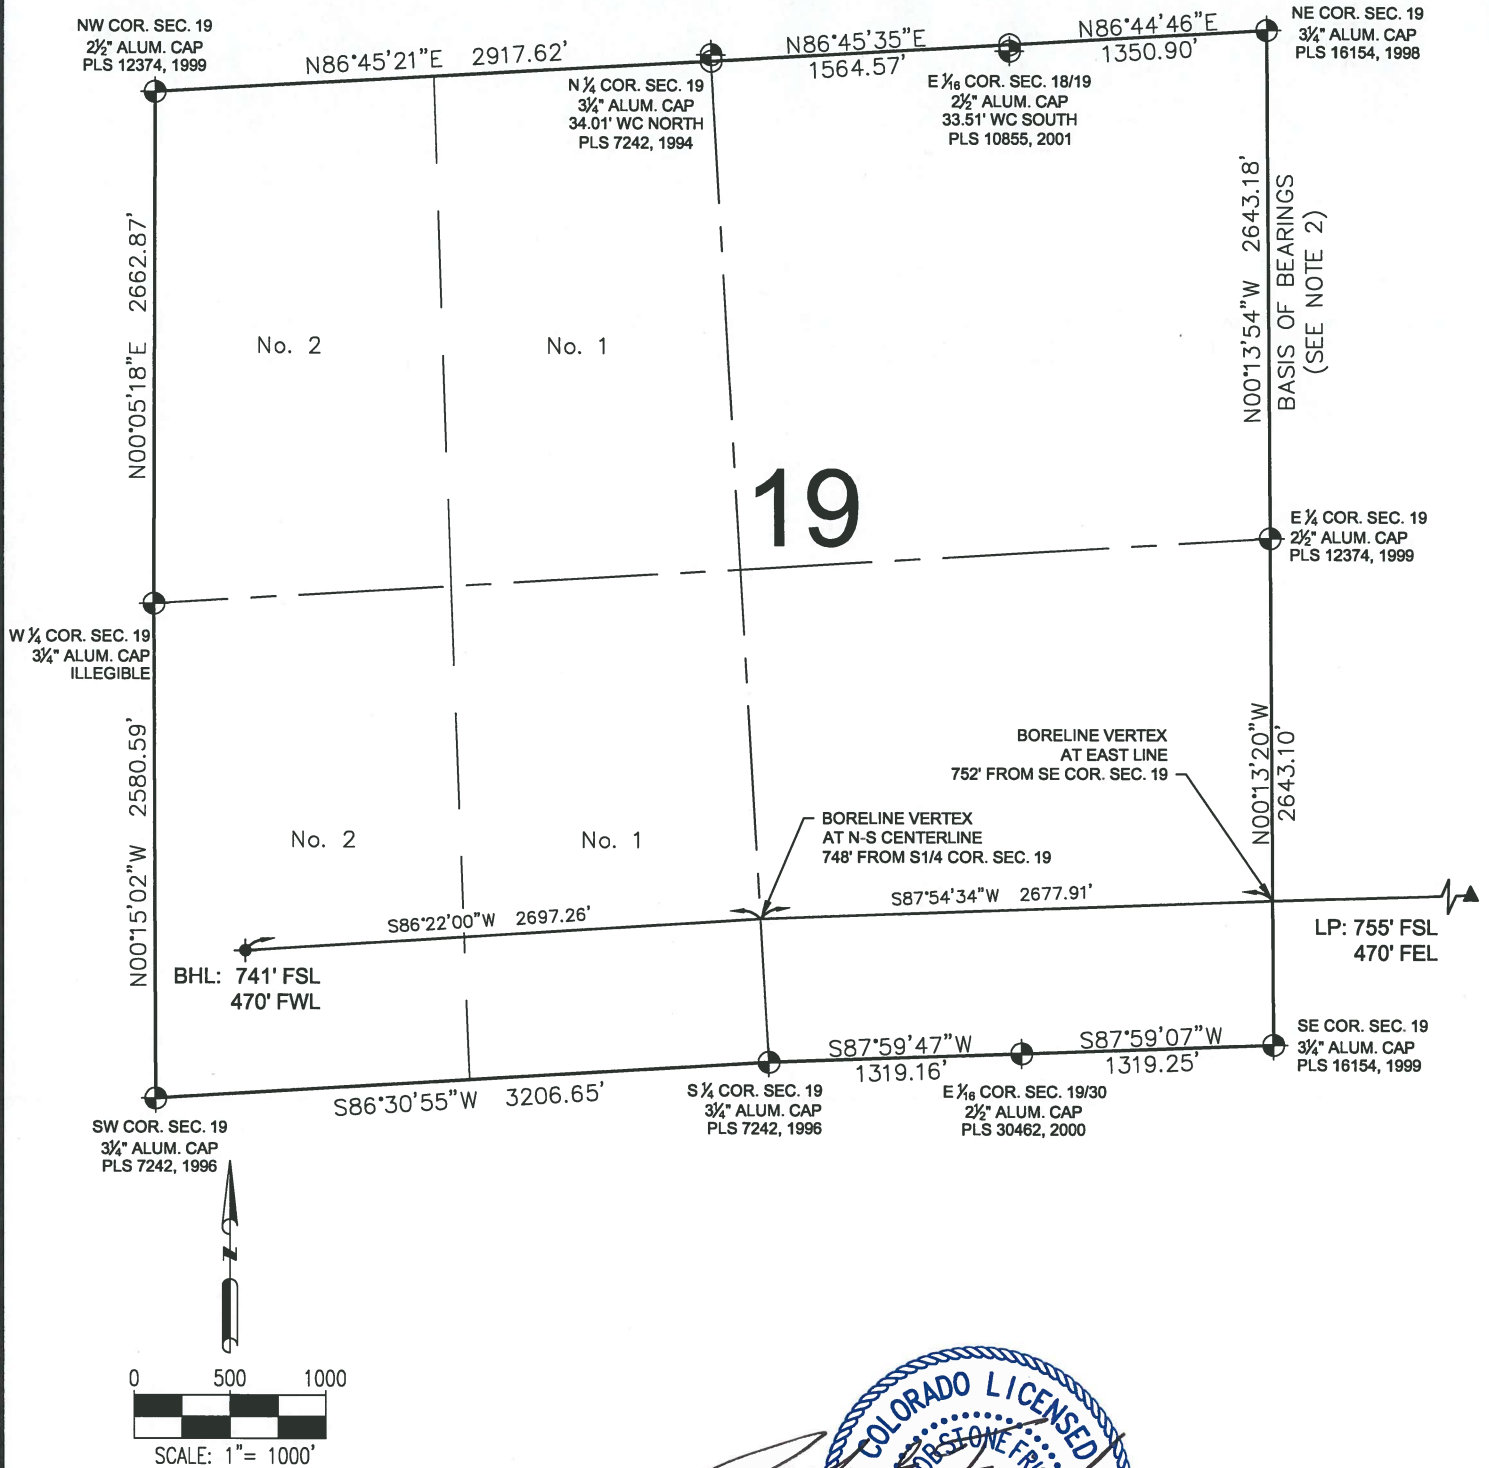 NW COR. SEC. 19
2½" ALUM. CAP
PLS 12374, 1999
N86°45'21"E 2917.62'
N ¼ COR. SEC. 19
3¼" ALUM. CAP
34.01' WC NORTH
PLS 7242, 1994
N86°45'35"E
1564.57'
E 1/16 COR. SEC. 18/19
2½" ALUM. CAP
33.51' WC SOUTH
PLS 10855, 2001
N86°44'46"E
1350.90'
NE COR. SEC. 19
3¼" ALUM. CAP
PLS 16154, 1998
N00°05'18"E 2662.87'
No. 2
No. 1
N00°13'54"W 2643.18'
BASIS OF BEARINGS
(SEE NOTE 2)
19
E ¼ COR. SEC. 19
2½" ALUM. CAP
PLS 12374, 1999
W ¼ COR. SEC. 19
3¼" ALUM. CAP
ILLEGIBLE
N00°15'02"W 2580.59'
No. 2
No. 1
BORELINE VERTEX
AT EAST LINE
752' FROM SE COR. SEC. 19
N00°13'20"W
2643.10'
BORELINE VERTEX
AT N-S CENTERLINE
748' FROM S1/4 COR. SEC. 19
S86°22'00"W 2697.26'
S87°54'34"W 2677.91'
LP: 755' FSL
470' FEL
BHL: 741' FSL
470' FWL
S87°59'47"W
1319.16'
S87°59'07"W
1319.25'
SE COR. SEC. 19
3¼" ALUM. CAP
PLS 16154, 1999
S86°30'55"W 3206.65'
S ¼ COR. SEC. 19
3¼" ALUM. CAP
PLS 7242, 1996
E 1/16 COR. SEC. 19/30
2½" ALUM. CAP
PLS 30462, 2000
SW COR. SEC. 19
3¼" ALUM. CAP
PLS 7242, 1996
N
0 500 1000
SCALE: 1"= 1000'
COLORADO LICENSED